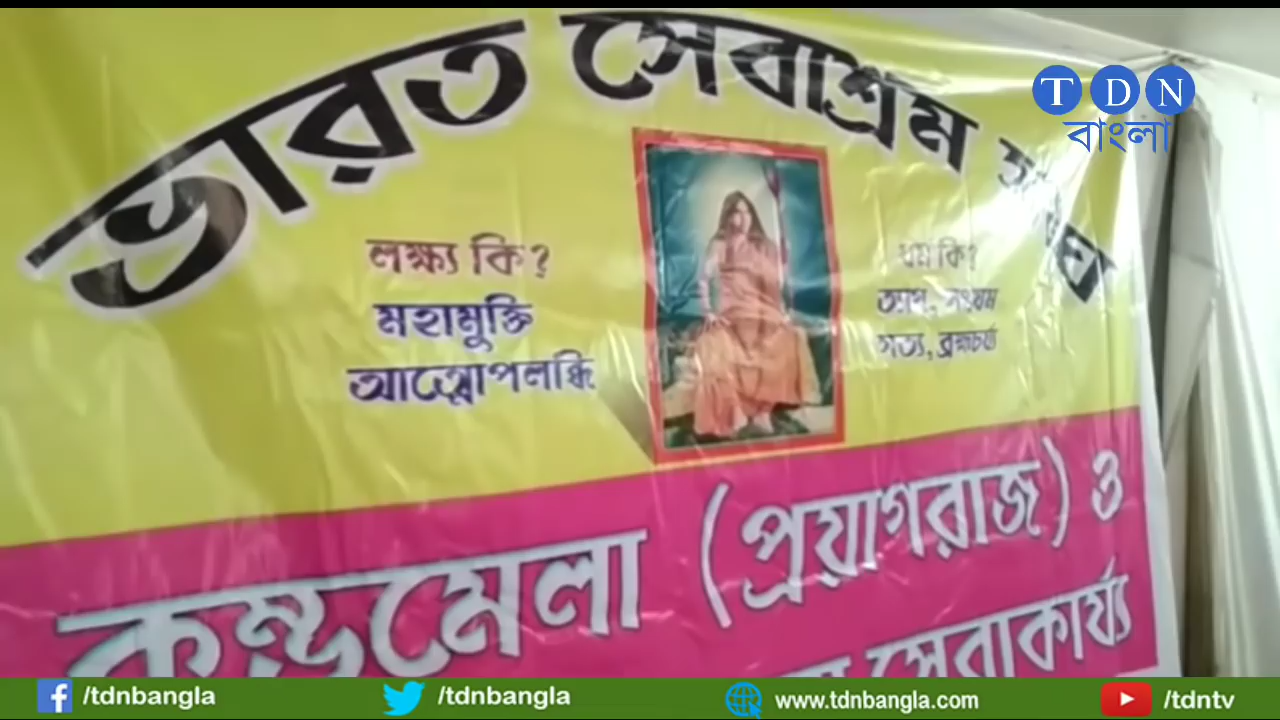 ভারত সেবাশ্রম সংঘ
TDN
বাংলা
লক্ষ্য কি?
মহামুক্তি
আত্মোপলব্ধি
ধর্ম কি?
ত্যাগ, সংযম
সত্য, ব্রহ্মচর্য
কুম্ভমেলা (প্রয়াগরাজ) ও
সেবাকার্য্য
/tdnbangla
/tdnbangla
www.tdnbangla.com
/tdntv